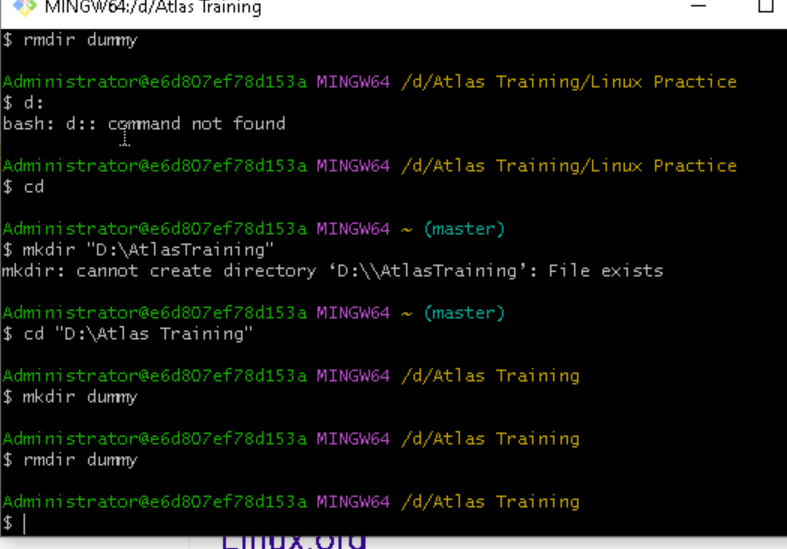 MINGW64:/d/Atlas Training
$ rmdir dummy
Administrator@e6d807ef78d153a MINGW64 /d/Atlas Training/Linux Practice
$ d:
bash: d:: command not found
Administrator@e6d807ef78d153a MINGW64 /d/Atlas Training/Linux Practice
$ cd
Administrator@e6d807ef78d153a MINGW64 ~ (master)
$ mkdir "D:\AtlasTraining"
mkdir: cannot create directory ‘D:\\AtlasTraining’: File exists
Administrator@e6d807ef78d153a MINGW64 ~ (master)
$ cd "D:\Atlas Training"
Administrator@e6d807ef78d153a MINGW64 /d/Atlas Training
$ mkdir dummy
Administrator@e6d807ef78d153a MINGW64 /d/Atlas Training
$ rmdir dummy
Administrator@e6d807ef78d153a MINGW64 /d/Atlas Training
$
Linux.org